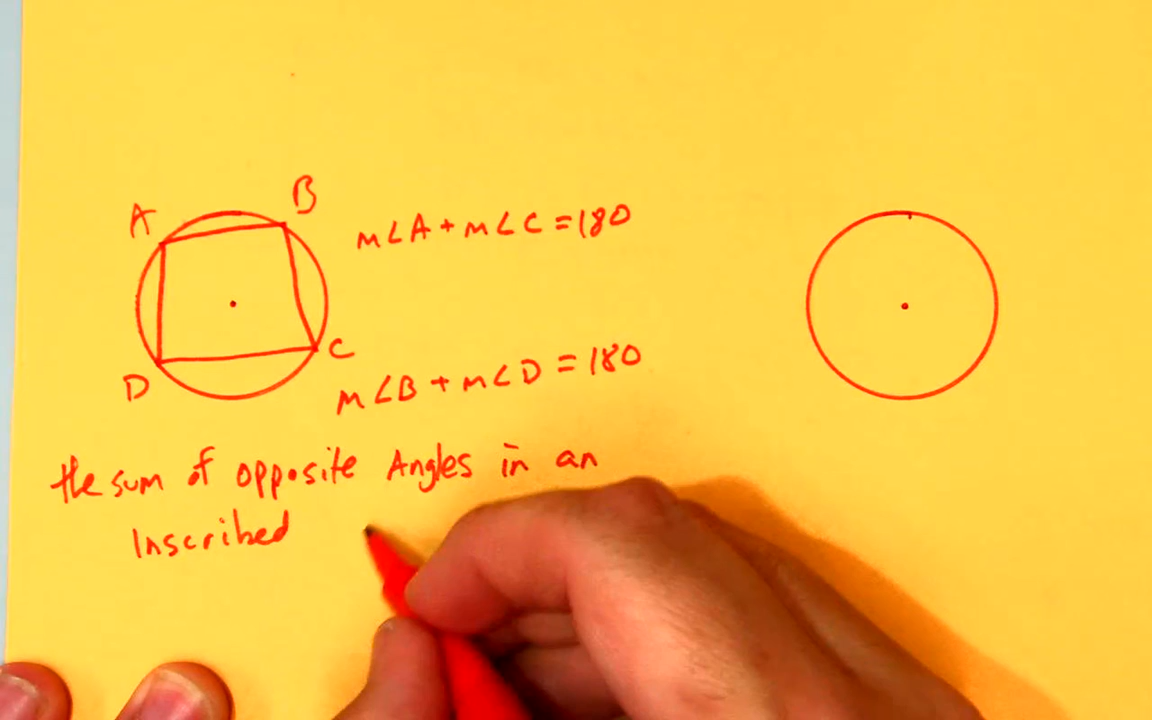 A
B
m∠A + m∠C = 180
C
D
m∠B + m∠D = 180
the sum of opposite Angles in an
Inscribed